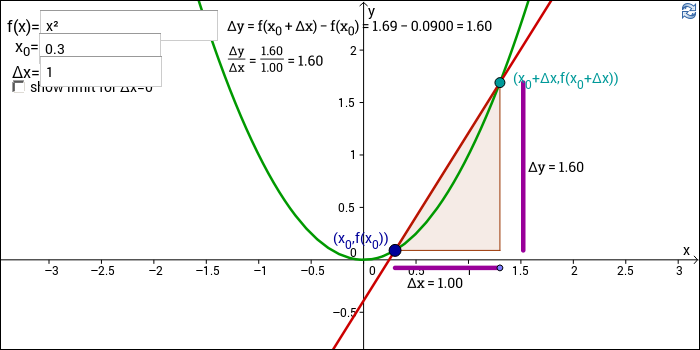 f(x)= x²
x₀= 0.3
Δx= 1
show limit for Δx=0
Δy = f(x₀ + Δx) − f(x₀) = 1.69 − 0.0900 = 1.60
Δy/Δx = 1.60/1.00 = 1.60
y
2
1.5
1
0.5
0
−0.5
(x₀+Δx,f(x₀+Δx))
Δy = 1.60
(x₀,f(x₀))
x
−3 −2.5 −2 −1.5 −1 −0.5 0 0.5 1.5 2 2.5 3
Δx = 1.00